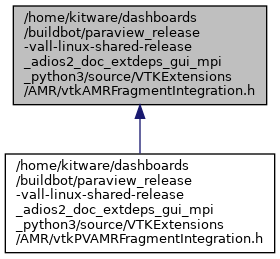 /home/kitware/dashboards
/buildbot/paraview_release
-vall-linux-shared-release
_adios2_doc_extdeps_gui_mpi
_python3/source/VTKExtensions
/AMR/vtkAMRFragmentIntegration.h
/home/kitware/dashboards
/buildbot/paraview_release
-vall-linux-shared-release
_adios2_doc_extdeps_gui_mpi
_python3/source/VTKExtensions
/AMR/vtkPVAMRFragmentIntegration.h